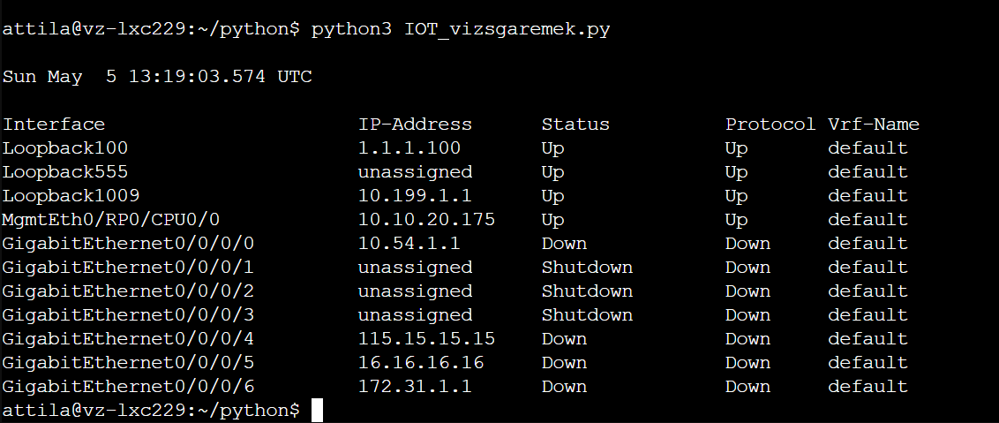 attila@vz-lxc229:~/python$ python3 IOT_vizsgaremek.py
Sun May  5 13:19:03.574 UTC
Interface                      IP-Address      Status          Protocol Vrf-Name
Loopback100                    1.1.1.100       Up              Up       default
Loopback555                    unassigned      Up              Up       default
Loopback1009                   10.199.1.1      Up              Up       default
MgmtEth0/RP0/CPU0/0            10.10.20.175    Up              Up       default
GigabitEthernet0/0/0/0         10.54.1.1       Down            Down     default
GigabitEthernet0/0/0/1         unassigned      Shutdown        Down     default
GigabitEthernet0/0/0/2         unassigned      Shutdown        Down     default
GigabitEthernet0/0/0/3         unassigned      Shutdown        Down     default
GigabitEthernet0/0/0/4         115.15.15.15    Down            Down     default
GigabitEthernet0/0/0/5         16.16.16.16     Down            Down     default
GigabitEthernet0/0/0/6         172.31.1.1      Down            Down     default
attila@vz-lxc229:~/python$